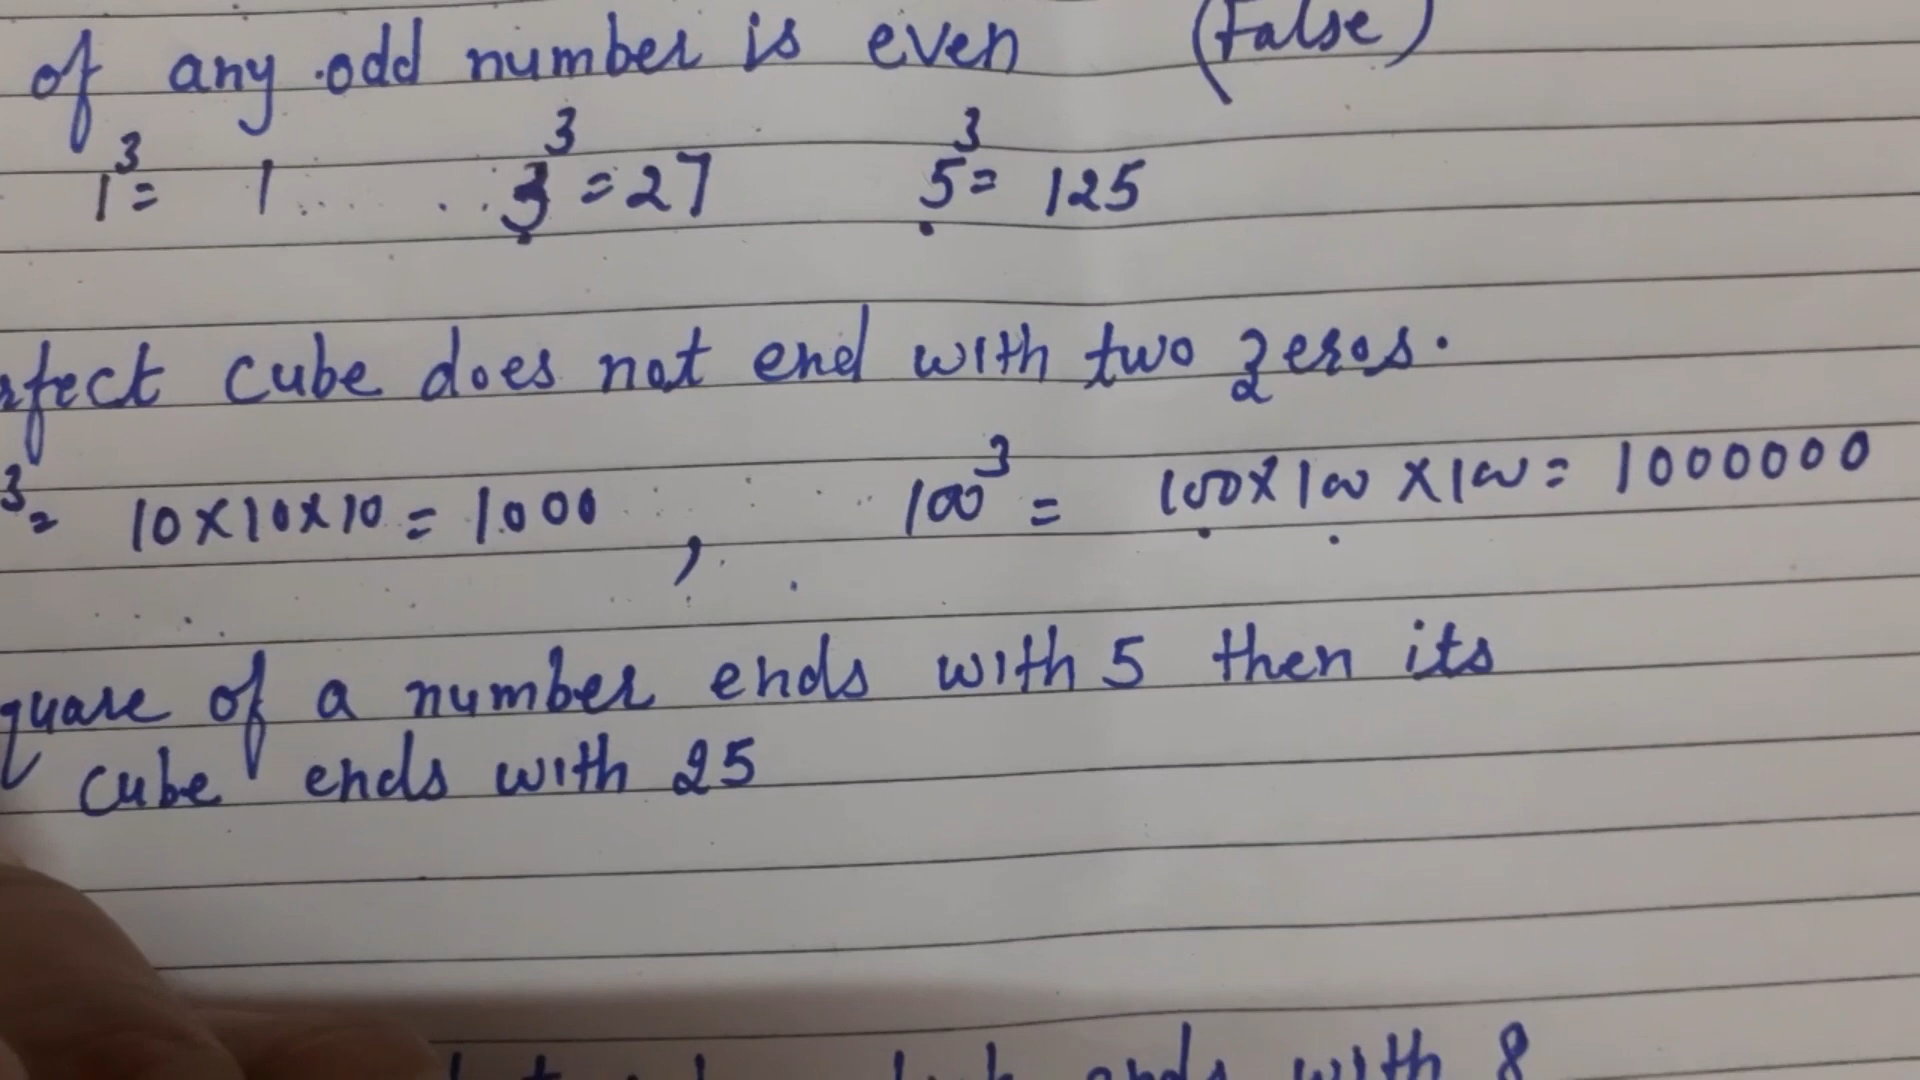 of any odd number is even (False)
1³= 1 3³=27 5³= 125
cube does not end with two zeros.
³= 10×10×10=1000 , 100³= 100×100×100= 1000000
of a number ends with 5 then its
cube ends with 25
ends with 8